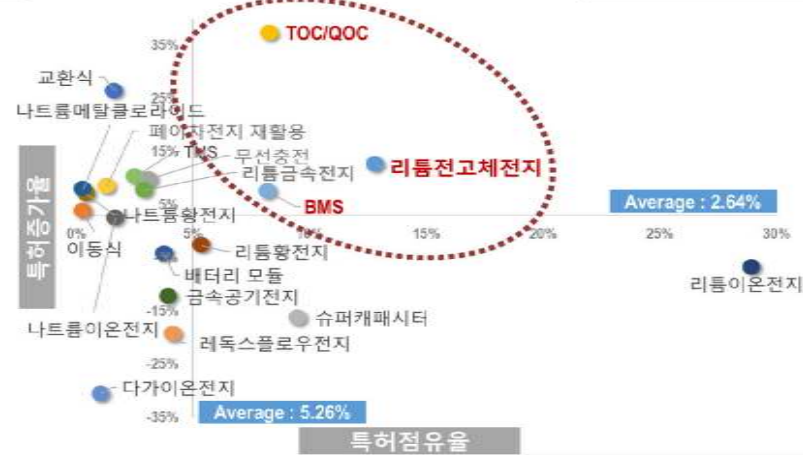 TOC/QOC
35%
교환식
25%
나트륨메탈클로라이드
페이차전지 재활용
15%
TMS
무선충전
리튬금속전지
리튬전고체전지
5%
BMS
Average : 2.64%
특허증가율
나트륨황전지
0%
10%
15%
20%
25%
30%
이동식
-5%
리튬황전지
배터리 모듈
리튬이온전지
금속공기전지
-15%
슈퍼캐패시터
나트륨이온전지
레독스플로우전지
-25%
다가이온전지
-35%
Average : 5.26%
특허점유율